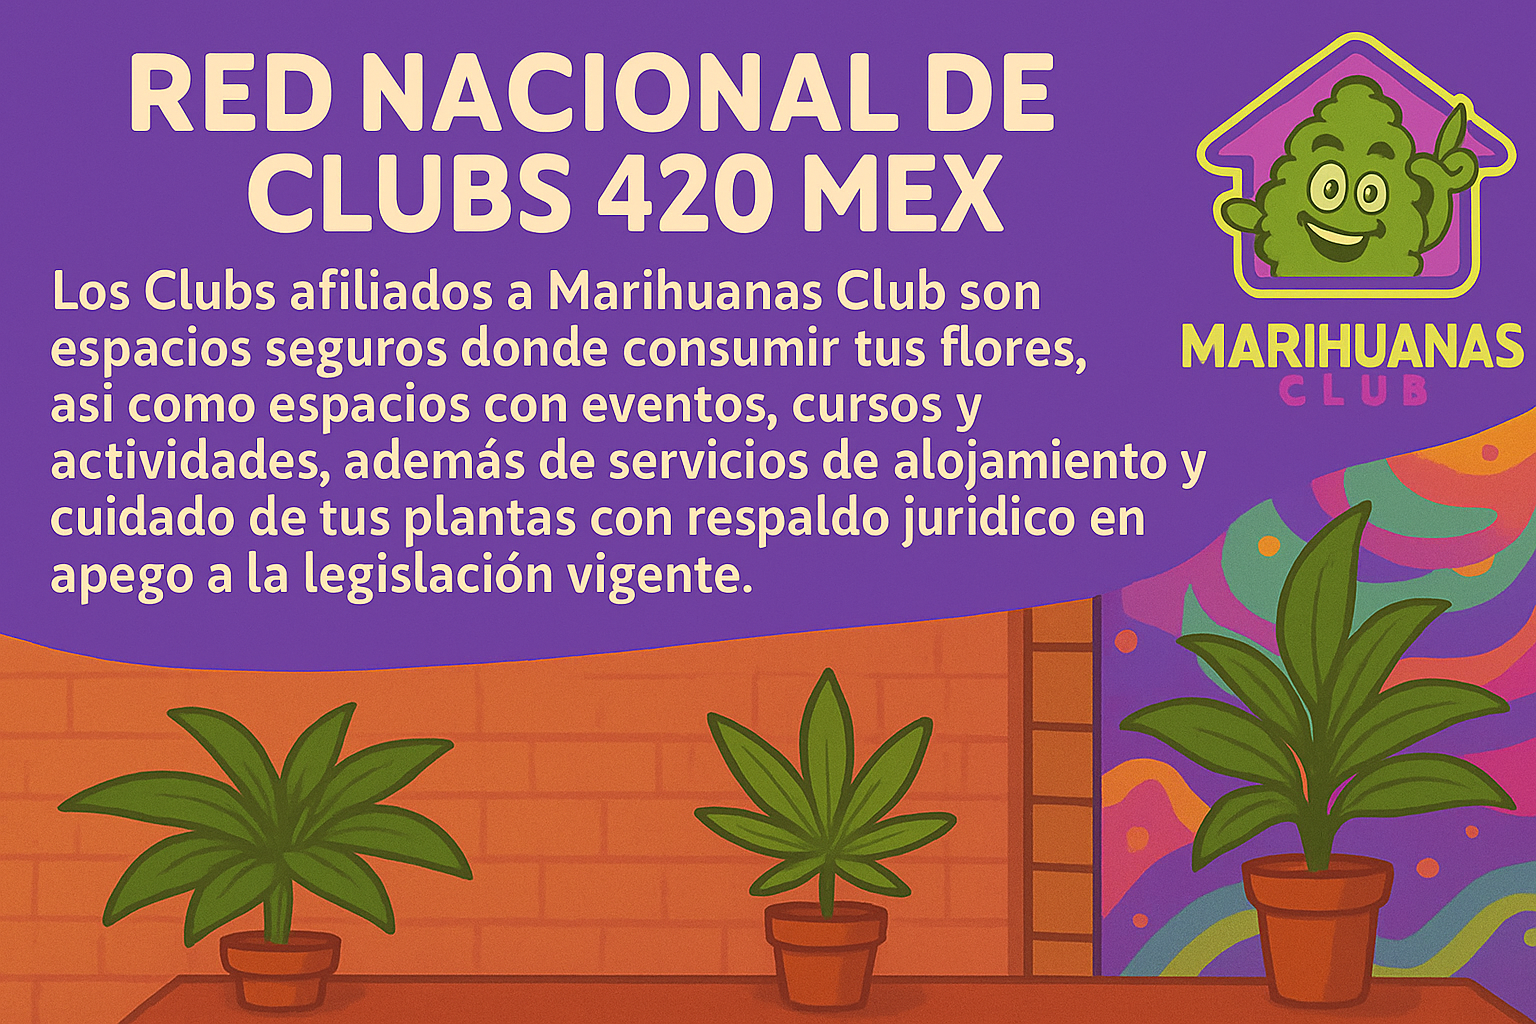 RED NACIONAL DE
CLUBS 420 MEX
Los Clubs afiliados a Marihuanas Club son
espacios seguros donde consumir tus flores,
asi como espacios con eventos, cursos y
actividades, además de servicios de alojamiento y
cuidado de tus plantas con respaldo juridico en
apego a la legislación vigente.
MARIHUANAS
CLUB